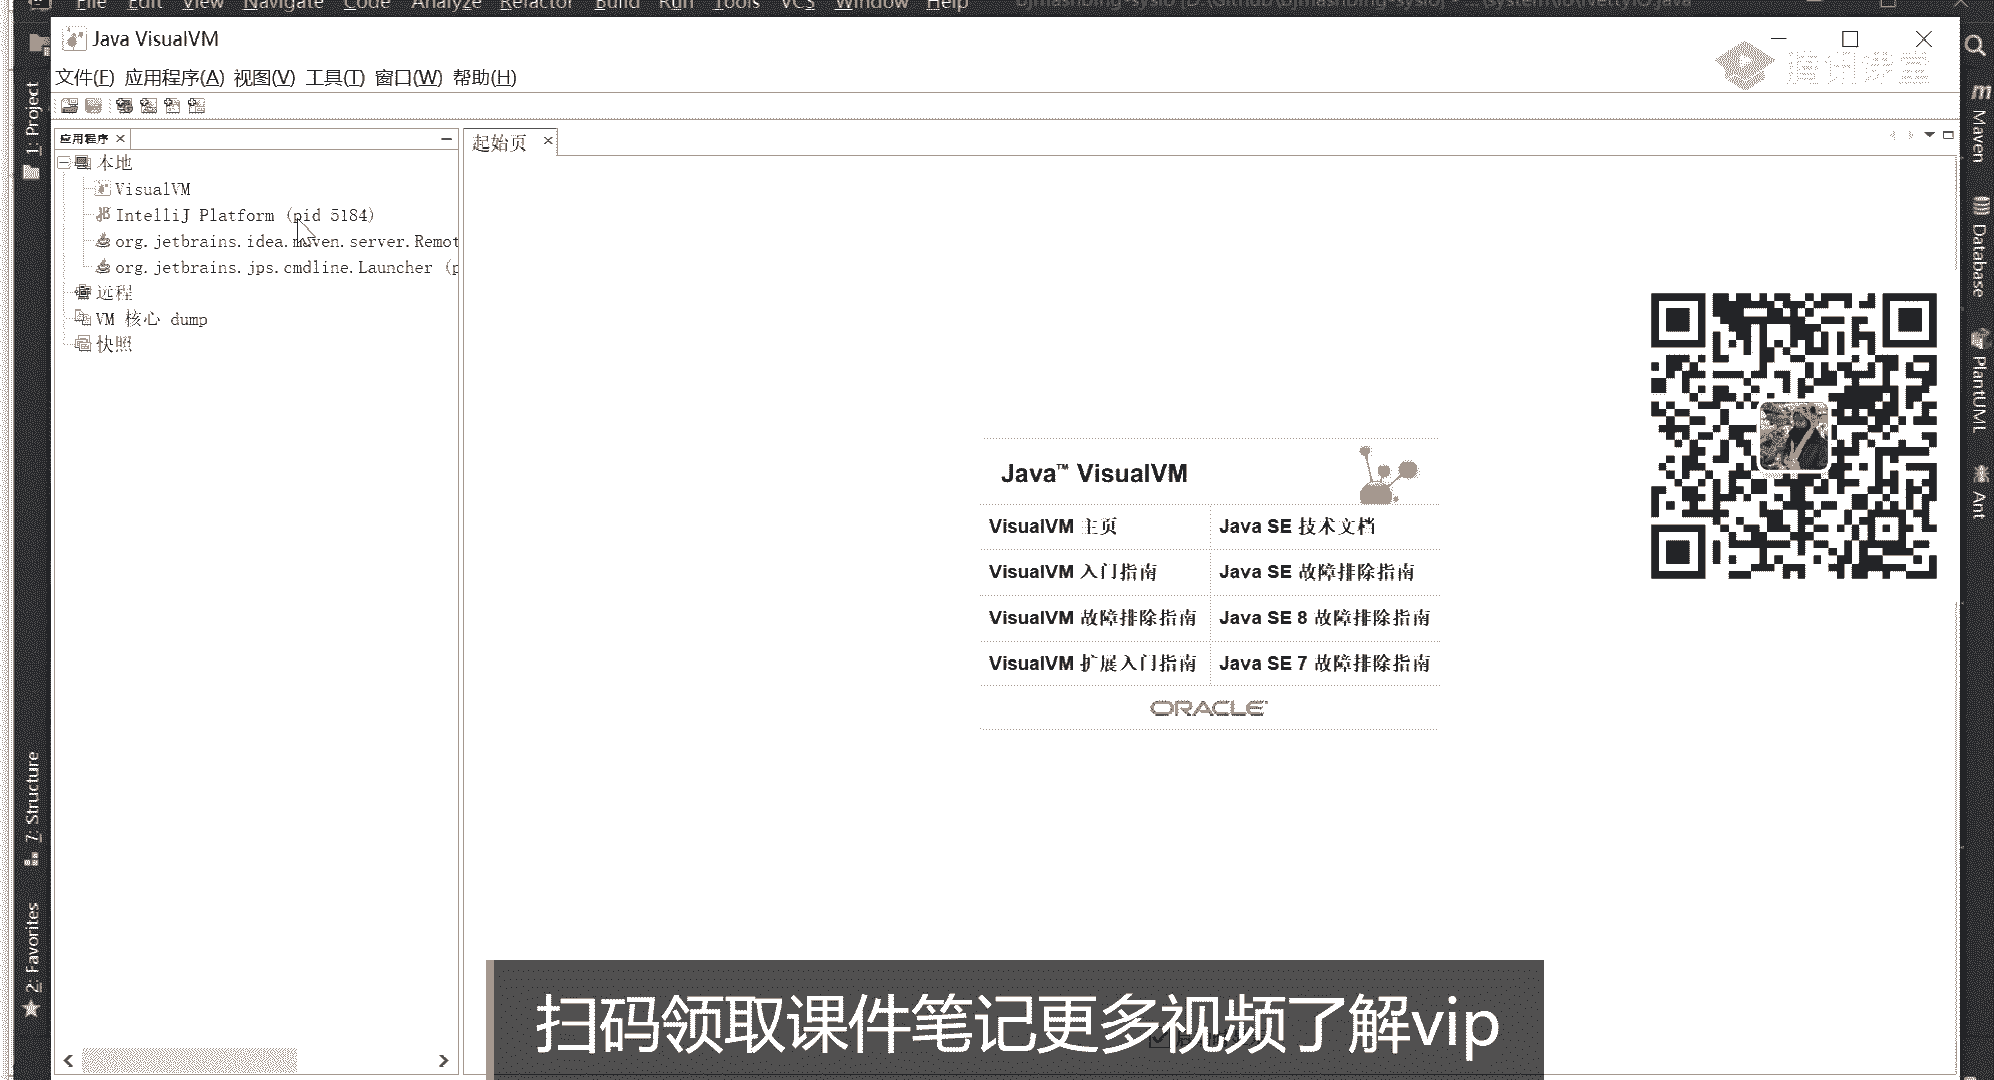 File Edit View Navigate Code Analyze Refactor Build Run Tools VCS Window Help
Java VisualVM
腾讯课堂
文件(F) 应用程序(A) 视图(V) 工具(T) 窗口(W) 帮助(H)
应用程序
起始页
本地
VisualVM
IntelliJ Platform (pid 5184)
org.jetbrains.idea.maven.server.Remot
org.jetbrains.jps.cmdline.Launcher (p
远程
VM 核心 dump
快照
1: Project
7: Structure
2: Favorites
Java™ VisualVM
VisualVM 主页
Java SE 技术文档
VisualVM 入门指南
Java SE 故障排除指南
VisualVM 故障排除指南
Java SE 8 故障排除指南
VisualVM 扩展入门指南
Java SE 7 故障排除指南
ORACLE
Maven
Database
PlantUML
Ant
扫码领取课件笔记更多视频了解vip